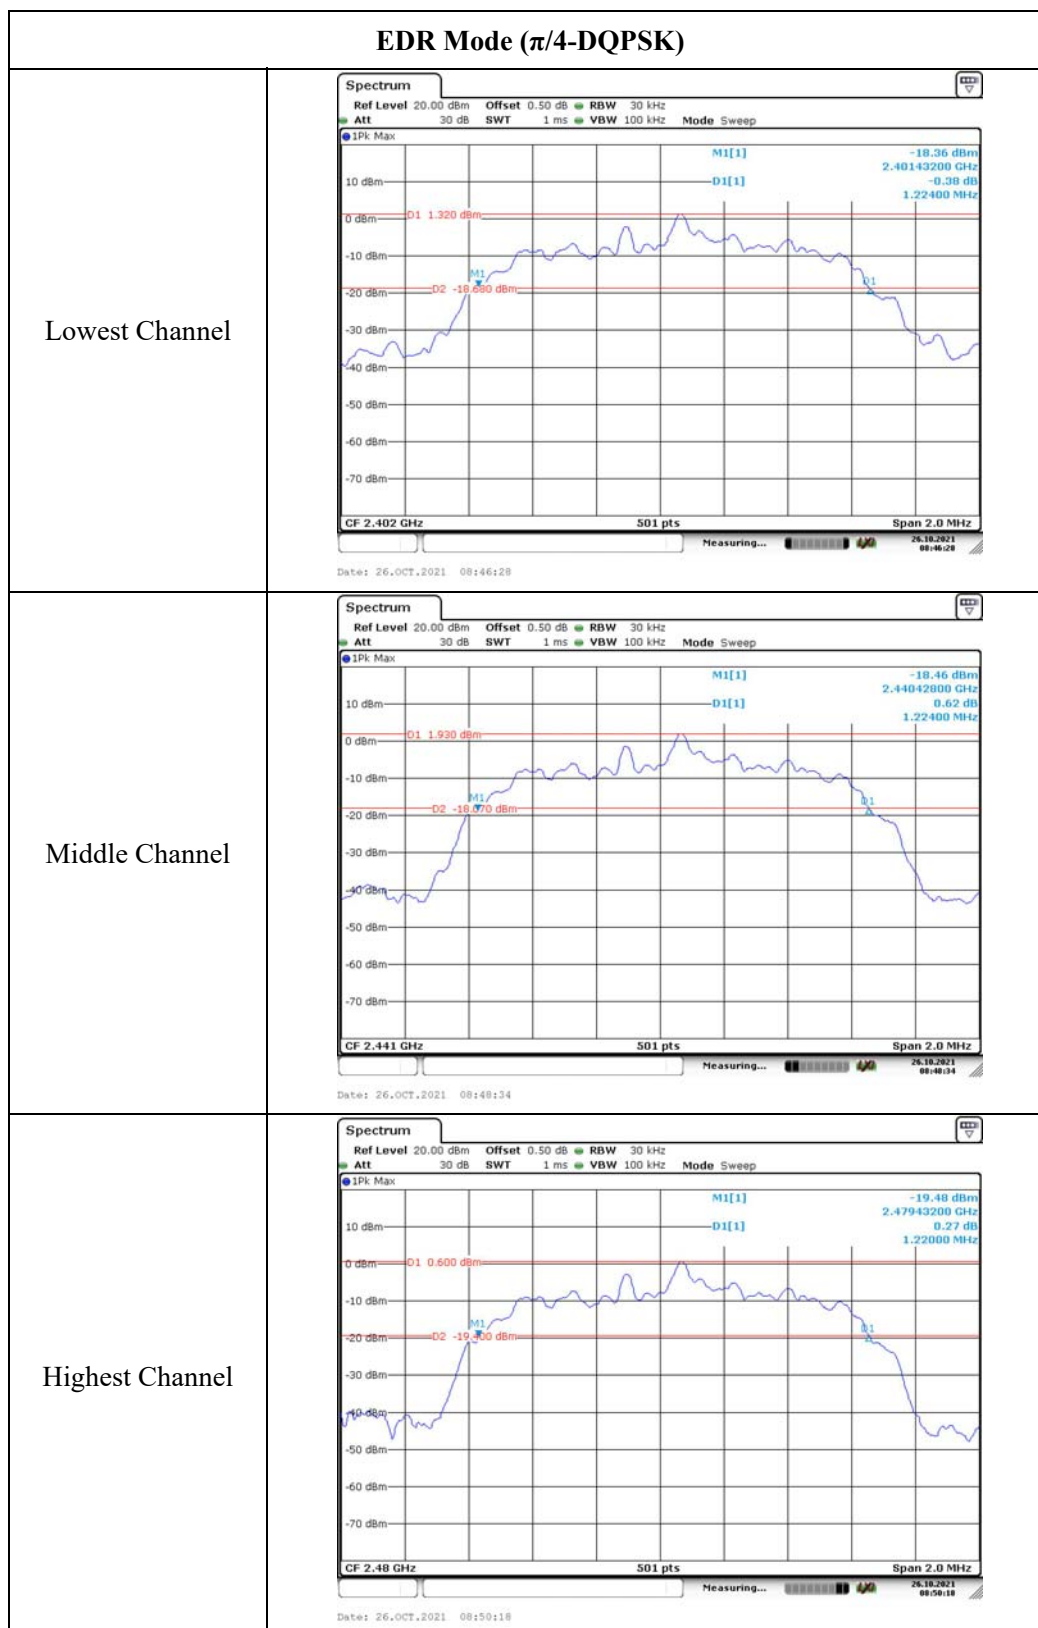 EDR Mode (π/4-DQPSK)
Lowest Channel
Spectrum
Ref Level 20.00 dBm Offset 0.50 dB RBW 30 kHz
Att 30 dB SWT 1 ms VBW 100 kHz Mode Sweep
1Pk Max
M1[1] -18.36 dBm
2.40143200 GHz
D1[1] -0.38 dB
1.22400 MHz
10 dBm
D1 1.320 dBm
0 dBm
-10 dBm
M1
D1
D2 -18.680 dBm
-20 dBm
-30 dBm
-40 dBm
-50 dBm
-60 dBm
-70 dBm
CF 2.402 GHz 501 pts Span 2.0 MHz
Measuring... 26.10.2021
08:46:28
Date: 26.OCT.2021 08:46:28
Middle Channel
Spectrum
Ref Level 20.00 dBm Offset 0.50 dB RBW 30 kHz
Att 30 dB SWT 1 ms VBW 100 kHz Mode Sweep
1Pk Max
M1[1] -18.46 dBm
2.44042800 GHz
D1[1] 0.62 dB
1.22400 MHz
10 dBm
D1 1.930 dBm
0 dBm
-10 dBm
M1
D1
D2 -18.070 dBm
-20 dBm
-30 dBm
-40 dBm
-50 dBm
-60 dBm
-70 dBm
CF 2.441 GHz 501 pts Span 2.0 MHz
Measuring... 26.10.2021
08:48:34
Date: 26.OCT.2021 08:48:34
Highest Channel
Spectrum
Ref Level 20.00 dBm Offset 0.50 dB RBW 30 kHz
Att 30 dB SWT 1 ms VBW 100 kHz Mode Sweep
1Pk Max
M1[1] -19.48 dBm
2.47943200 GHz
D1[1] 0.27 dB
1.22000 MHz
10 dBm
D1 0.600 dBm
0 dBm
-10 dBm
M1
D1
D2 -19.400 dBm
-20 dBm
-30 dBm
-40 dBm
-50 dBm
-60 dBm
-70 dBm
CF 2.48 GHz 501 pts Span 2.0 MHz
Measuring... 26.10.2021
08:50:18
Date: 26.OCT.2021 08:50:18